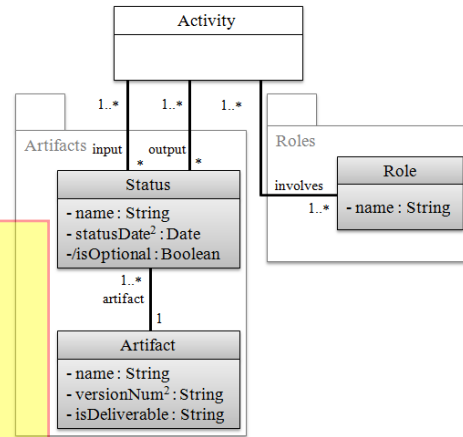 Activity
1..* 1..* 1..*
Artifacts
input
output
* *
Roles
Role
- name : String
involves
1..*
Status
- name : String
- statusDate² : Date
-/isOptional : Boolean
1..*
artifact
1
Artifact
- name : String
- versionNum² : String
- isDeliverable : String